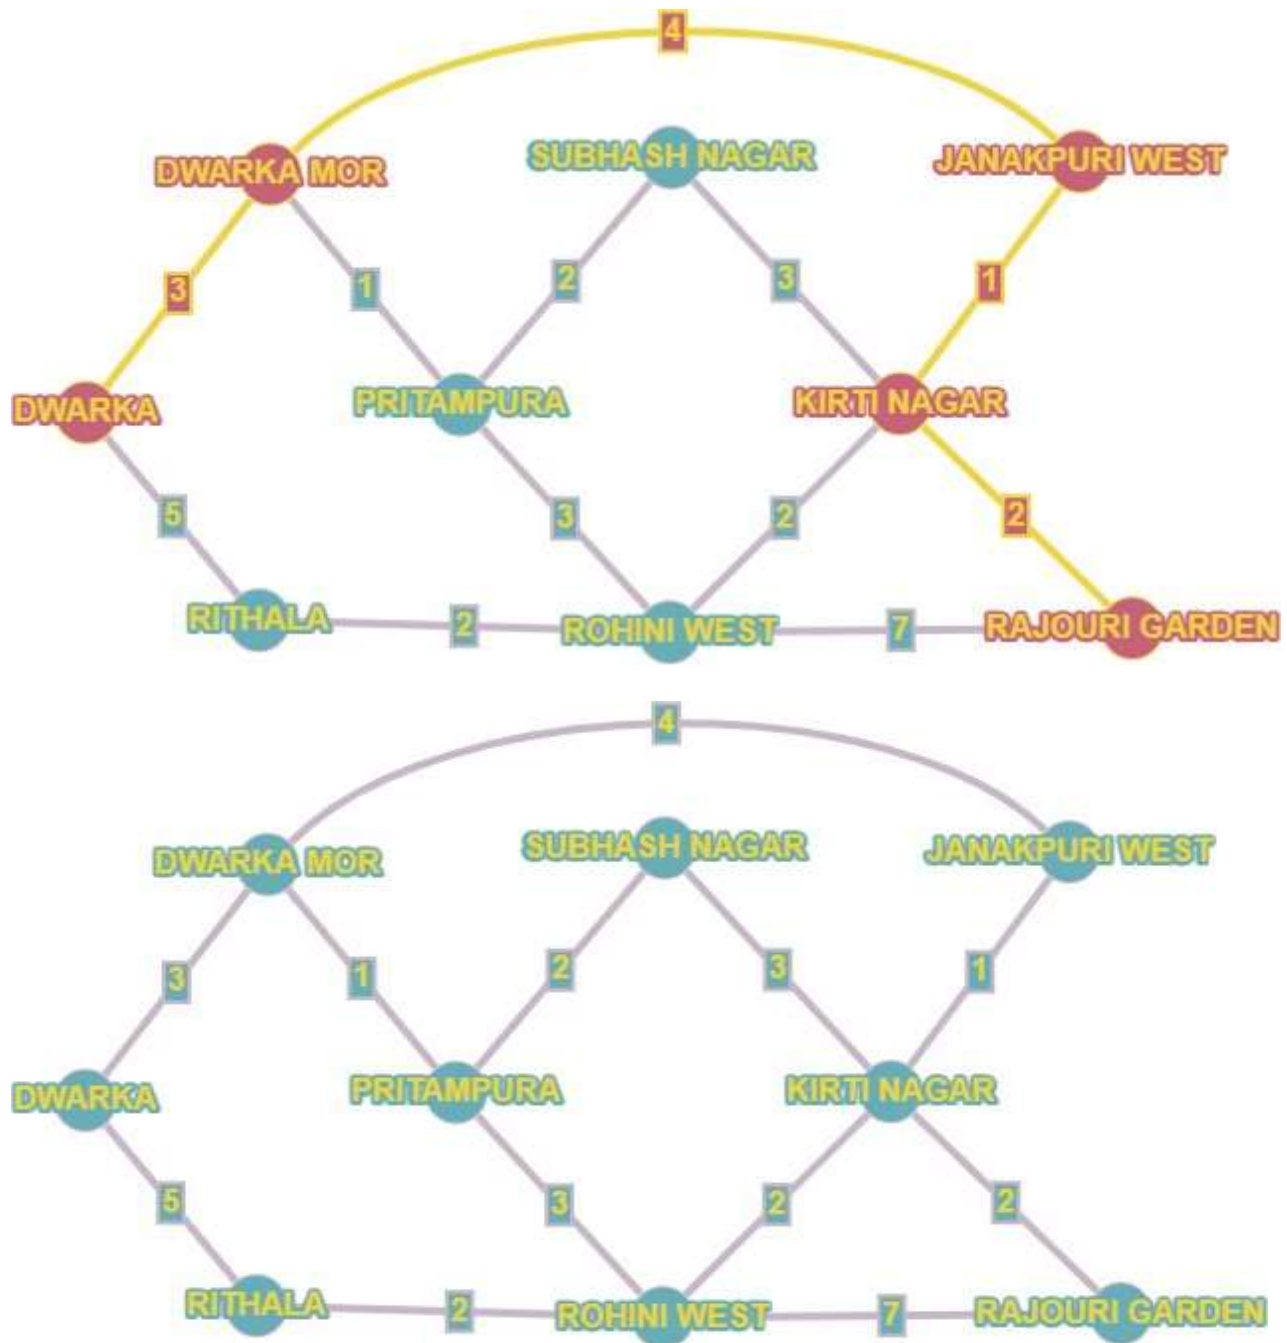 4
DWARKA MOR
SUBHASH NAGAR
JANAKPURI WEST
3
1
2
3
1
DWARKA
PRITAMPURA
KIRTI NAGAR
5
3
2
2
RITHALA
2
ROHINI WEST
7
RAJOURI GARDEN
4
DWARKA MOR
SUBHASH NAGAR
JANAKPURI WEST
3
1
2
3
1
DWARKA
PRITAMPURA
KIRTI NAGAR
5
3
2
2
RITHALA
2
ROHINI WEST
7
RAJOURI GARDEN